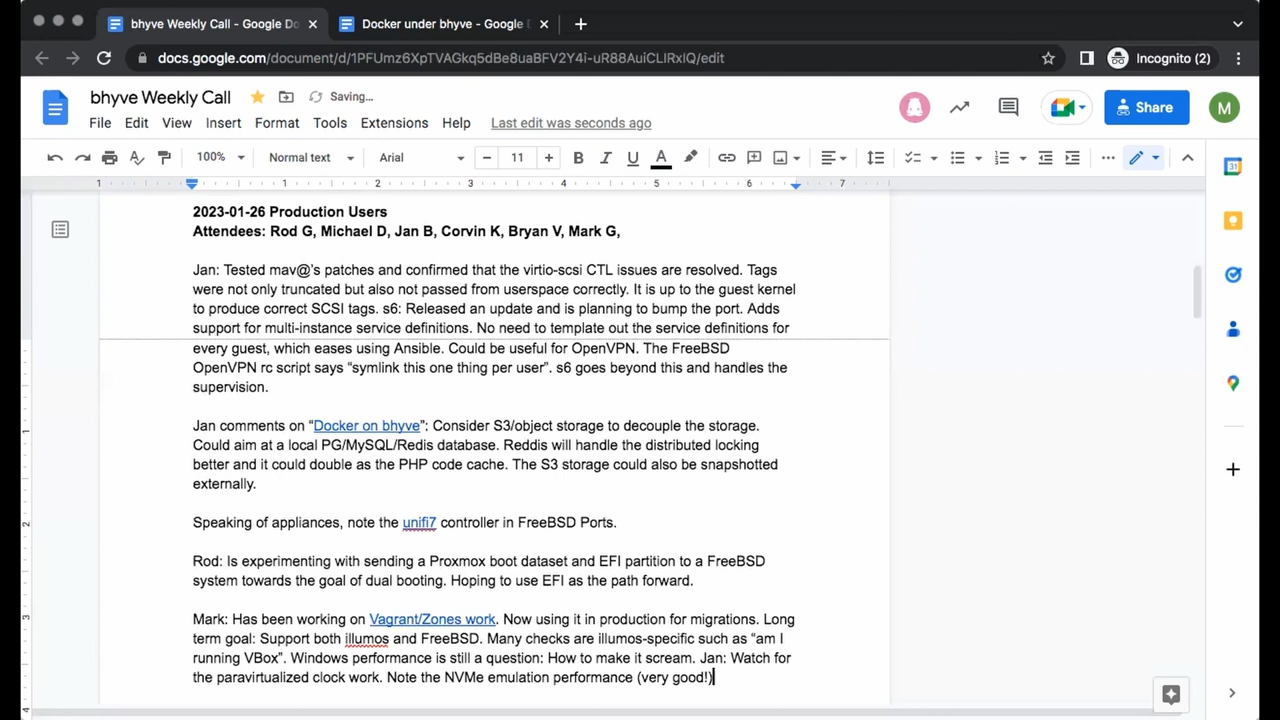 bhyve Weekly Call - Google Do
Docker under bhyve - Google
docs.google.com/document/d/1PFUmz6XpTVAGkq5dBe8uaBFV2Y4i-uR88AuiCLIRxIQ/edit
Incognito (2)
bhyve Weekly Call
Saving...
File Edit View Insert Format Tools Extensions Help Last edit was seconds ago
Share
M
100% Normal text Arial 11 B I U A
1 1 2 3 4 5 6 7
2023-01-26 Production Users
Attendees: Rod G, Michael D, Jan B, Corvin K, Bryan V, Mark G,
Jan: Tested mav@'s patches and confirmed that the virtio-scsi CTL issues are resolved. Tags
were not only truncated but also not passed from userspace correctly. It is up to the guest kernel
to produce correct SCSI tags. s6: Released an update and is planning to bump the port. Adds
support for multi-instance service definitions. No need to template out the service definitions for
every guest, which eases using Ansible. Could be useful for OpenVPN. The FreeBSD
OpenVPN rc script says “symlink this one thing per user”. s6 goes beyond this and handles the
supervision.
Jan comments on “Docker on bhyve”: Consider S3/object storage to decouple the storage.
Could aim at a local PG/MySQL/Redis database. Reddis will handle the distributed locking
better and it could double as the PHP code cache. The S3 storage could also be snapshotted
externally.
Speaking of appliances, note the unifi7 controller in FreeBSD Ports.
Rod: Is experimenting with sending a Proxmox boot dataset and EFI partition to a FreeBSD
system towards the goal of dual booting. Hoping to use EFI as the path forward.
Mark: Has been working on Vagrant/Zones work. Now using it in production for migrations. Long
term goal: Support both illumos and FreeBSD. Many checks are illumos-specific such as “am I
running VBox”. Windows performance is still a question: How to make it scream. Jan: Watch for
the paravirtualized clock work. Note the NVMe emulation performance (very good!)
1
2
3
4
31